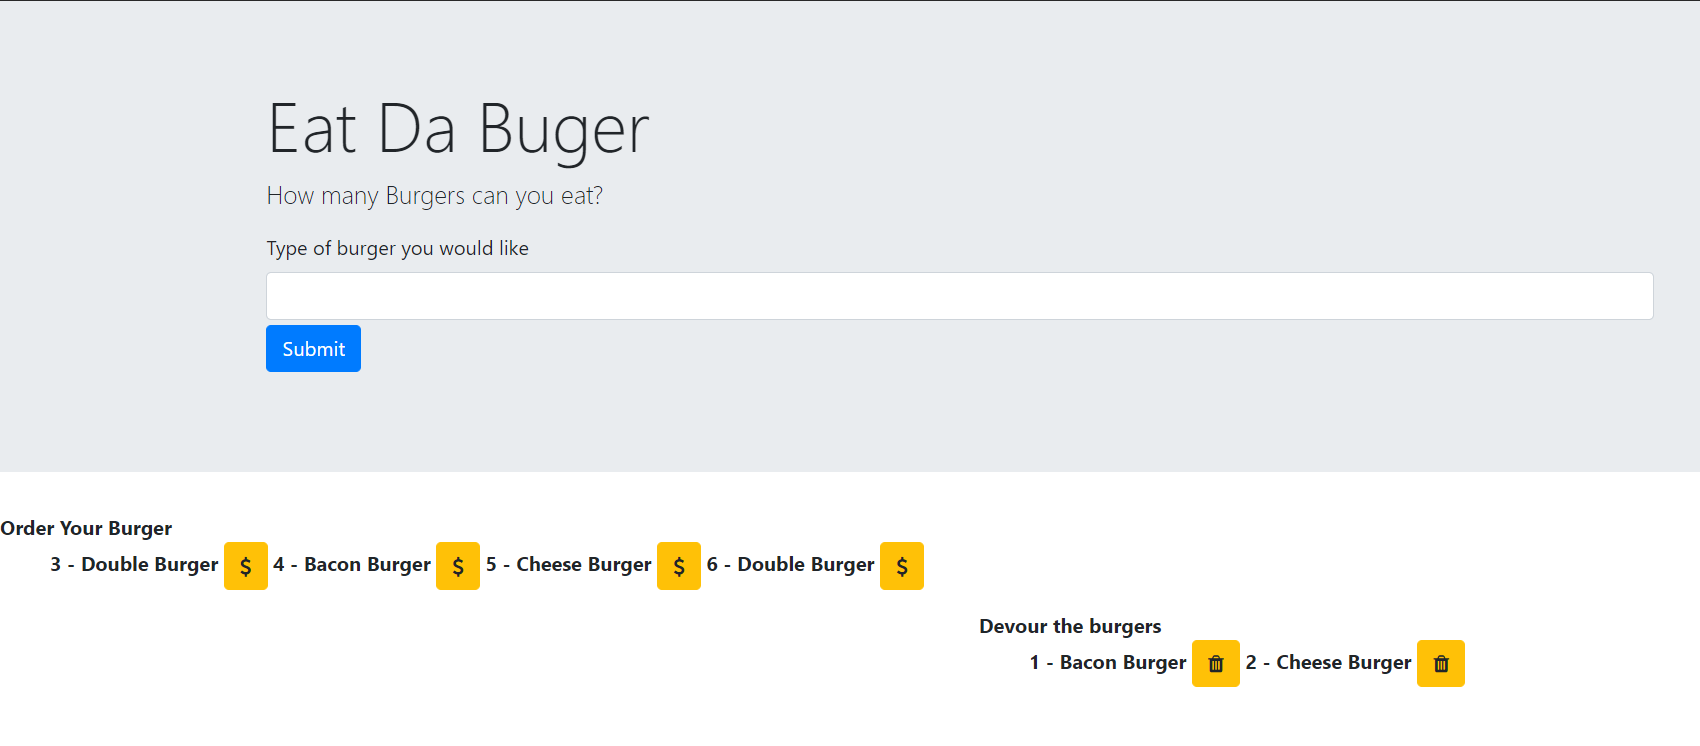 Eat Da Buger
How many Burgers can you eat?
Type of burger you would like
Submit
Order Your Burger
3 - Double Burger $ 4 - Bacon Burger $ 5 - Cheese Burger $ 6 - Double Burger $
Devour the burgers
1 - Bacon Burger 2 - Cheese Burger